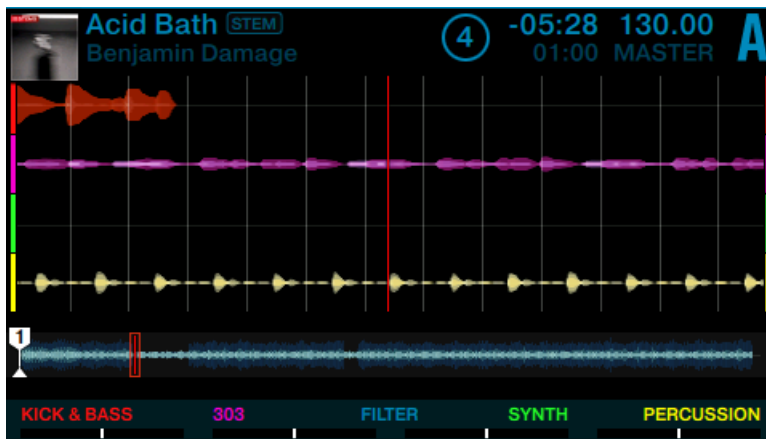 Acid Bath STEM
4
-05:28 130.00
A
Benjamin Damage
01:00 MASTER
1
KICK & BASS 303 FILTER SYNTH PERCUSSION